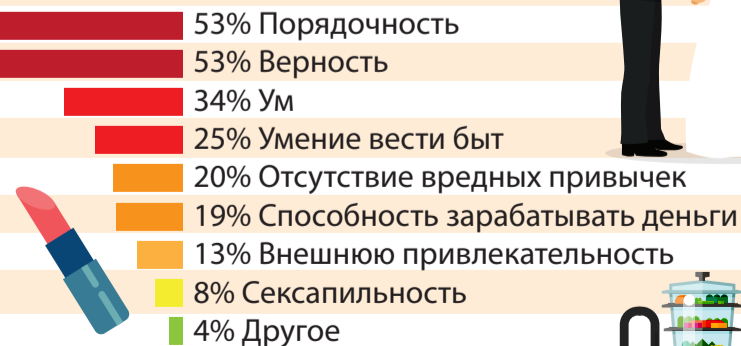 53% Порядочность
53% Верность
34% Ум
25% Умение вести быт
20% Отсутствие вредных привычек
19% Способность зарабатывать деньги
13% Внешнюю привлекательность
8% Сексапильность
4% Другое